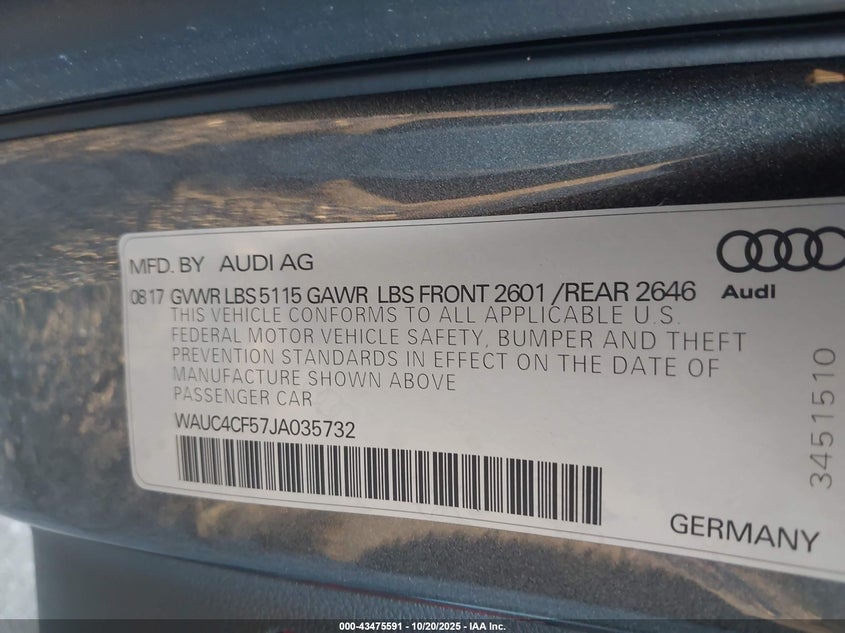 MFD. BY AUDI AG
Audi
0817 GVWR LBS 5115 GAWR LBS FRONT 2601 /REAR 2646
THIS VEHICLE CONFORMS TO ALL APPLICABLE U.S.
FEDERAL MOTOR VEHICLE SAFETY, BUMPER AND THEFT
PREVENTION STANDARDS IN EFFECT ON THE DATE OF
MANUFACTURE SHOWN ABOVE
PASSENGER CAR
WAUC4CF57JA035732
3451510
GERMANY
000-43475591 - 10/20/2025 - IAA Inc.